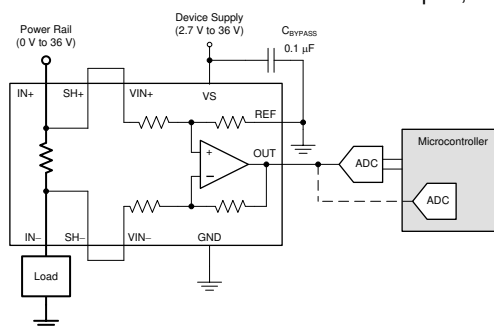 Power Rail
(0 V to 36 V)
Device Supply
(2.7 V to 36 V)
CBYPASS
0.1 µF
IN+
SH+
VIN+
VS
REF
+
−
OUT
ADC
Microcontroller
ADC
IN−
SH−
VIN−
GND
Load